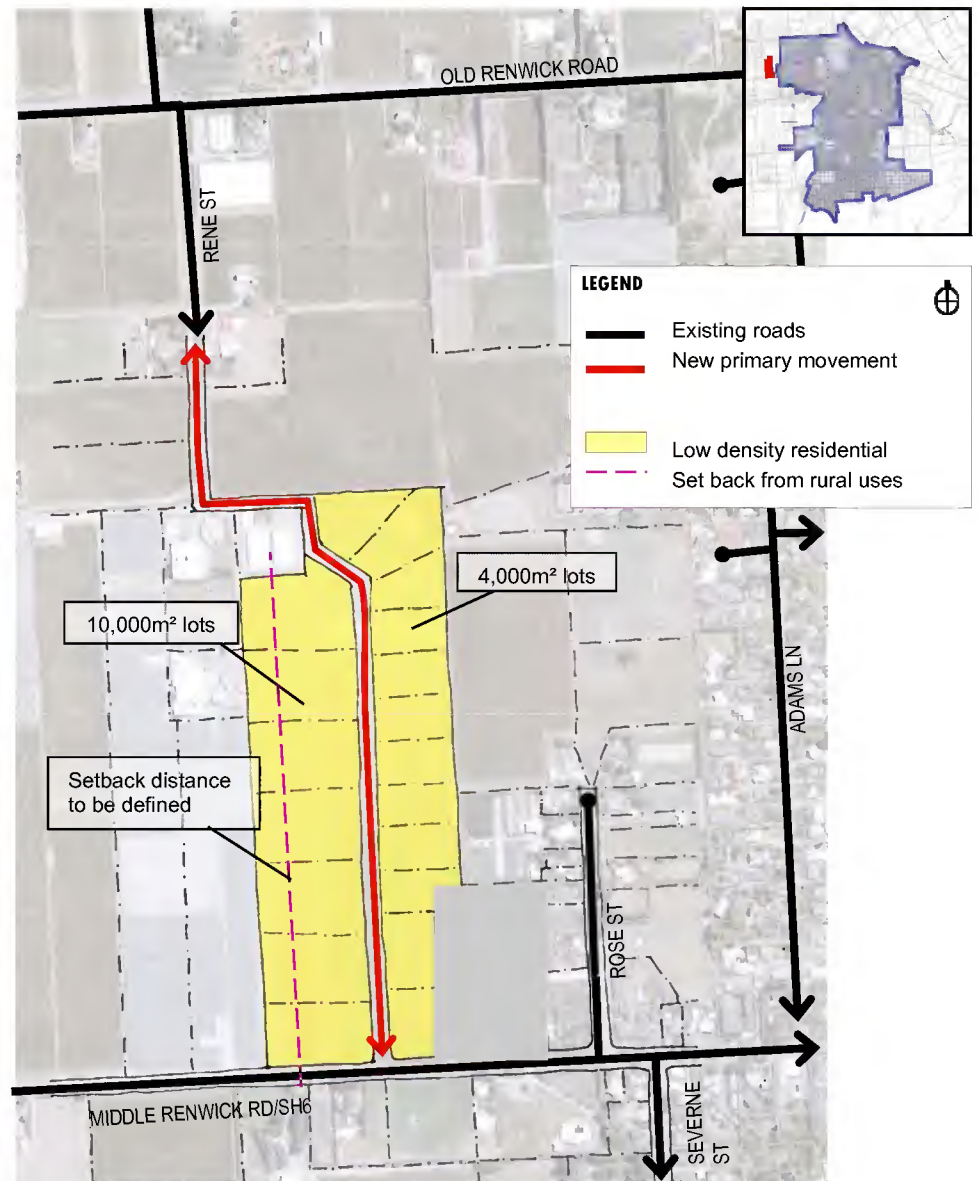 OLD RENWICK ROAD
RENE ST
LEGEND
Existing roads
New primary movement
Low density residential
Set back from rural uses
4,000m² lots
10,000m² lots
ADAMS LN
Setback distance
to be defined
ROSE ST
MIDDLE RENWICK RD/SH6
SEVERNE
ST